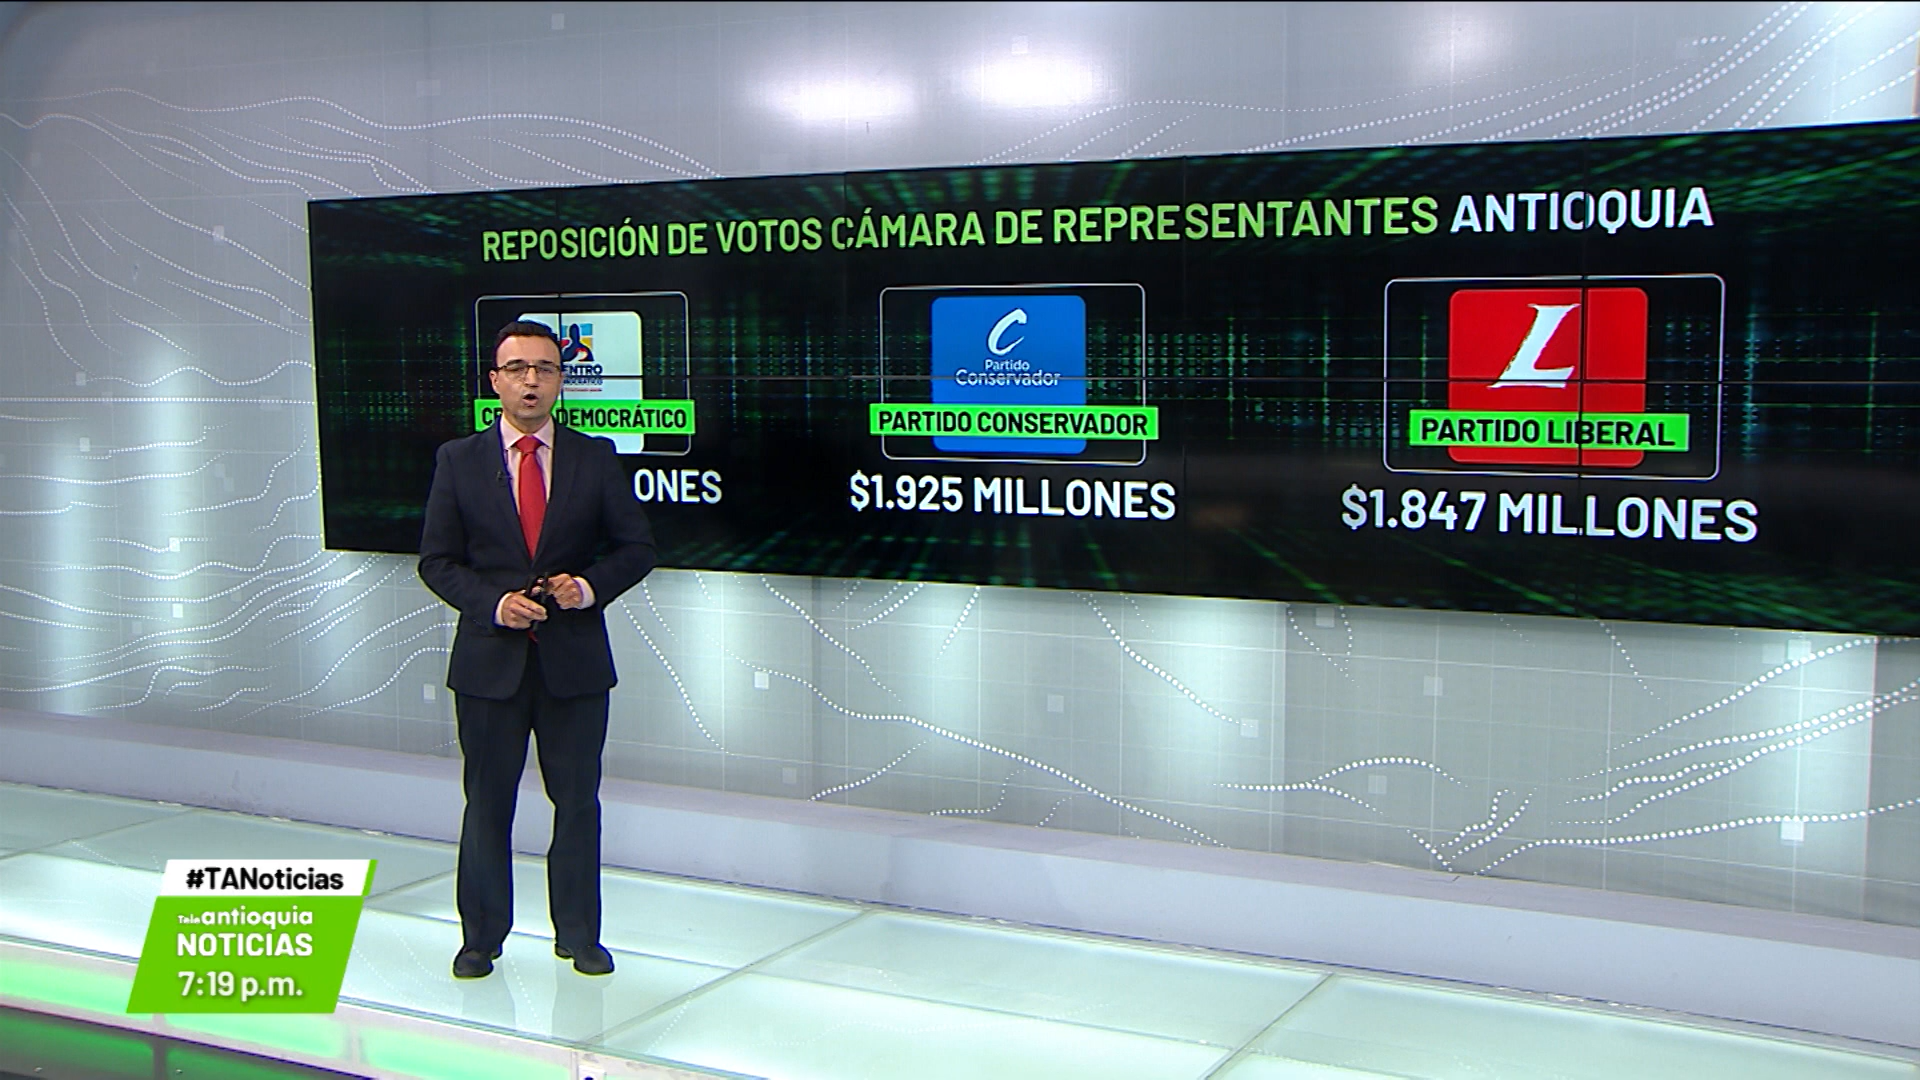 REPOSICIÓN DE VOTOS CÁMARA DE REPRESENTANTES ANTIOQUIA
DEMOCRÁTICO
C
Partido
Conservador
PARTIDO CONSERVADOR
$1.925 MILLONES
L
PARTIDO LIBERAL
$1.847 MILLONES
#TANoticias
Teleantioquia
NOTICIAS
7:19 p.m.